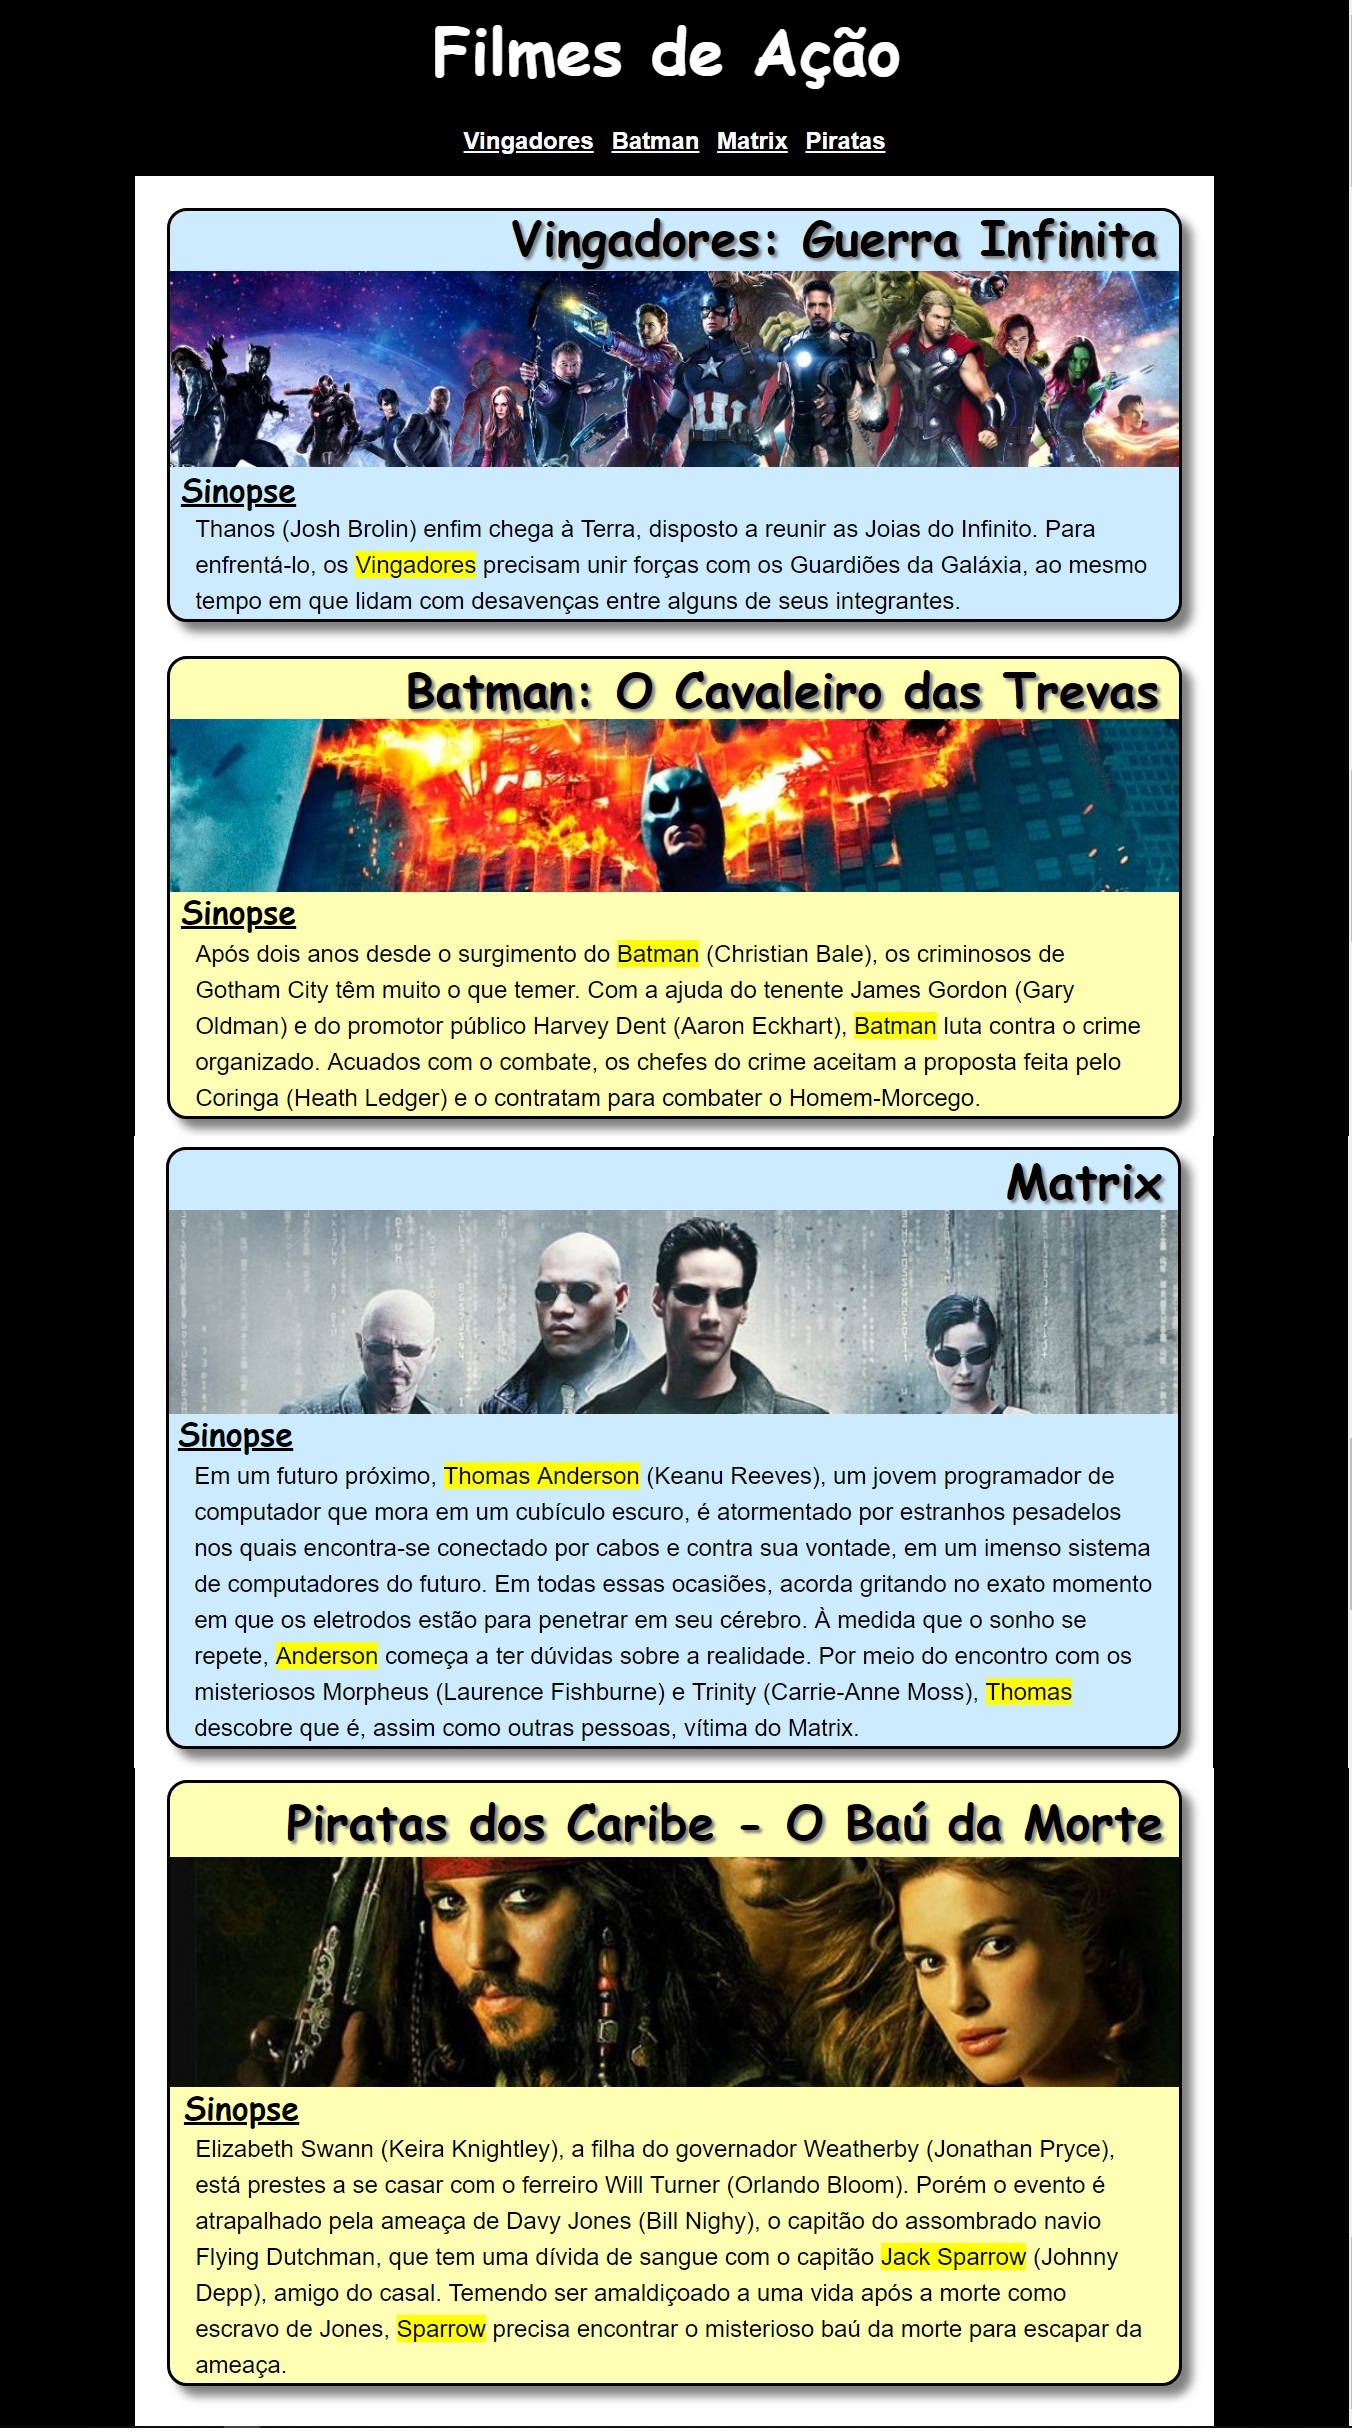 Filmes de Ação
Vingadores Batman Matrix Piratas
Vingadores: Guerra Infinita
Sinopse
Thanos (Josh Brolin) enfim chega à Terra, disposto a reunir as Joias do Infinito. Para
enfrentá-lo, os Vingadores precisam unir forças com os Guardiões da Galáxia, ao mesmo
tempo em que lidam com desavenças entre alguns de seus integrantes.
Batman: O Cavaleiro das Trevas
Sinopse
Após dois anos desde o surgimento do Batman (Christian Bale), os criminosos de
Gotham City têm muito o que temer. Com a ajuda do tenente James Gordon (Gary
Oldman) e do promotor público Harvey Dent (Aaron Eckhart), Batman luta contra o crime
organizado. Acuados com o combate, os chefes do crime aceitam a proposta feita pelo
Coringa (Heath Ledger) e o contratam para combater o Homem-Morcego.
Matrix
Sinopse
Em um futuro próximo, Thomas Anderson (Keanu Reeves), um jovem programador de
computador que mora em um cubículo escuro, é atormentado por estranhos pesadelos
nos quais encontra-se conectado por cabos e contra sua vontade, em um imenso sistema
de computadores do futuro. Em todas essas ocasiões, acorda gritando no exato momento
em que os eletrodos estão para penetrar em seu cérebro. À medida que o sonho se
repete, Anderson começa a ter dúvidas sobre a realidade. Por meio do encontro com os
misteriosos Morpheus (Laurence Fishburne) e Trinity (Carrie-Anne Moss), Thomas
descobre que é, assim como outras pessoas, vítima do Matrix.
Piratas dos Caribe - O Baú da Morte
Sinopse
Elizabeth Swann (Keira Knightley), a filha do governador Weatherby (Jonathan Pryce),
está prestes a se casar com o ferreiro Will Turner (Orlando Bloom). Porém o evento é
atrapalhado pela ameaça de Davy Jones (Bill Nighy), o capitão do assombrado navio
Flying Dutchman, que tem uma dívida de sangue com o capitão Jack Sparrow (Johnny
Depp), amigo do casal. Temendo ser amaldiçoado a uma vida após a morte como
escravo de Jones, Sparrow precisa encontrar o misterioso baú da morte para escapar da
ameaça.